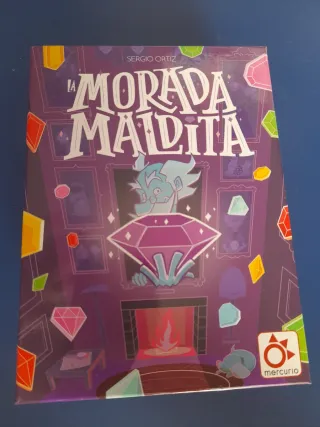 SERGIO ORTIZ
LA MORADA
MALDITA
mercurio